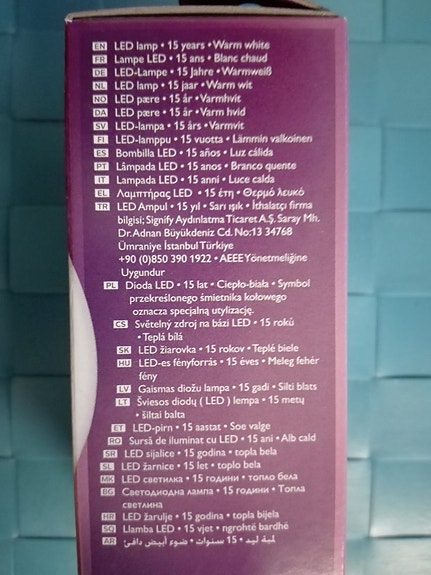 EN LED lamp • 15 years • Warm white
FR Lampe LED • 15 ans • Blanc chaud
DE LED-Lampe • 15 Jahre • Warmweiß
NL LED lamp • 15 jaar • Warm wit
NO LED pære • 15 år • Varmhvit
DA LED pære • 15 år • Varm hvid
SV LED-lampa • 15 års • Varmvit
FI LED-lamppu • 15 vuotta • Lämmin valkoinen
ES Bombilla LED • 15 años • Luz cálida
PT Lâmpada LED • 15 anos • Branco quente
IT Lampada LED • 15 anni • Luce calda
EL Λαμπτήρας LED • 15 έτη • Θερμό λευκό
TR LED Ampul • 15 yıl • Sarı ışık • İthalatçı firma
bilgisi; Signify Aydınlatma Ticaret A.Ş. Saray Mh.
Dr.Adnan Büyükdeniz Cd. No:13 34768
Ümraniye İstanbul Türkiye
+90 (0)850 390 1922 • AEEE Yönetmeliğine
Uygundur
PL Dioda LED • 15 lat • Ciepło-biała • Symbol
przekreślonego śmietnika kołowego
oznacza specjalną utylizację.
CS Světelný zdroj na bázi LED • 15 roků
• Teplá bílá
SK LED žiarovka • 15 rokov • Teplé biele
HU LED-es fényforrás • 15 éves • Meleg fehér
fény
LV Gaismas diožu lampa • 15 gadi • Silti blats
LT Šviesos diodų ( LED ) lempa • 15 metų
• šiltai balta
ET LED-pirn • 15 aastat • Soe valge
RO Sursă de iluminat cu LED • 15 ani • Alb cald
SR LED sijalice • 15 godina • topla bela
SL LED žarnice • 15 let • toplo bela
MK LED светилка • 15 години • топло бела
BG Светодиодна лампа • 15 години • Топла
светлина
HR LED žarulje • 15 godina • topla bijela
SQ Llamba LED • 15 vjet • ngrohtë bardhë
AR لمبة ليد • 15 سنوات • ضوء أبيض دافئ